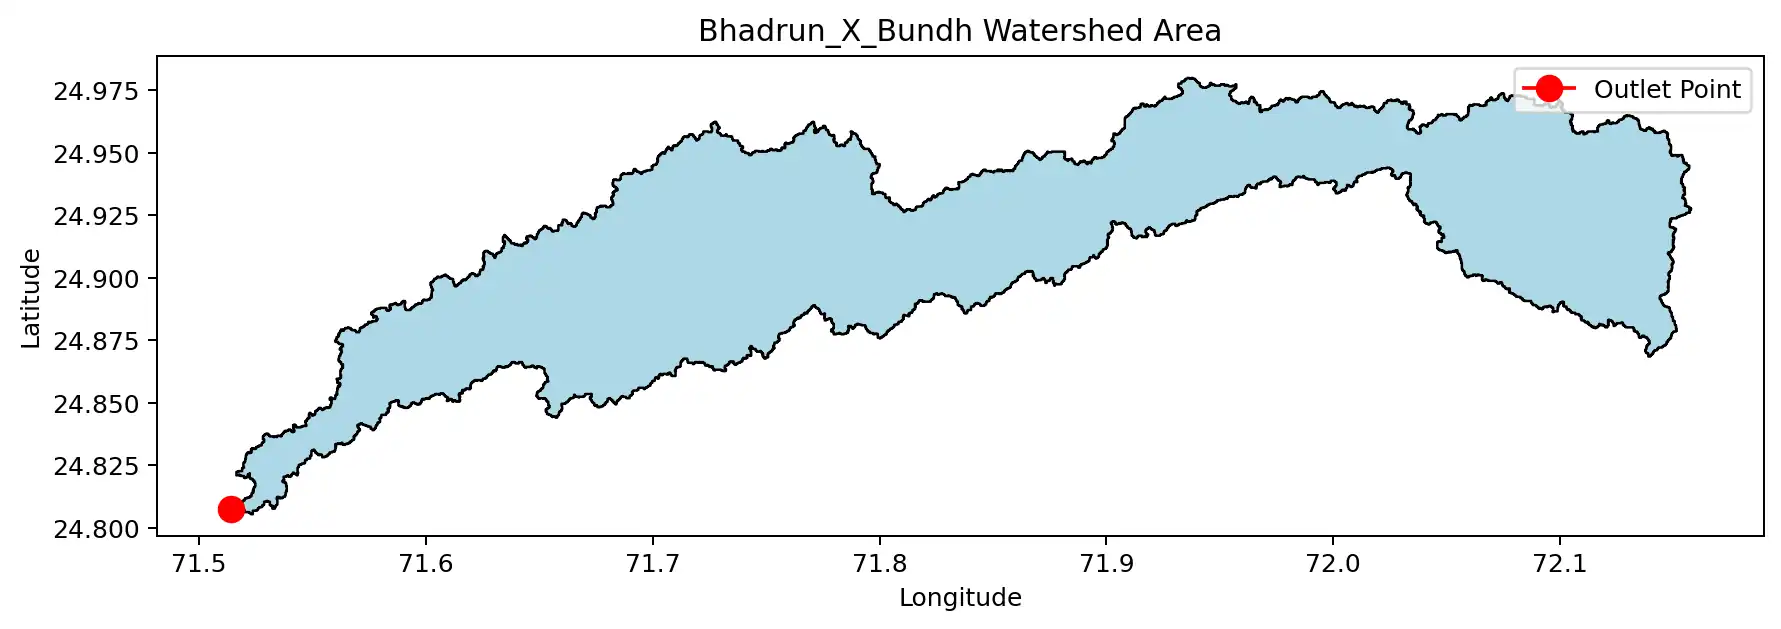 Bhadrun_X_Bundh Watershed Area
Outlet Point
24.975
24.950
24.925
24.900
24.875
24.850
24.825
24.800
Latitude
71.5 71.6 71.7 71.8 71.9 72.0 72.1
Longitude